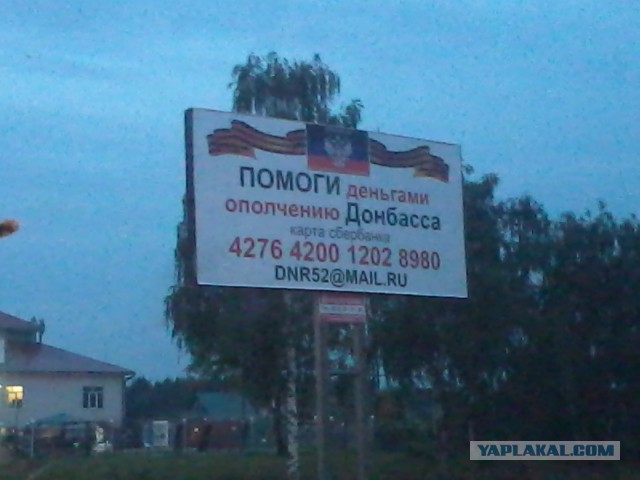 ПОМОГИ деньгами
ополчению Донбасса
карта сбербанка
4276 4200 1202 8980
DNR52@MAIL.RU
YAPLAKAL.COM